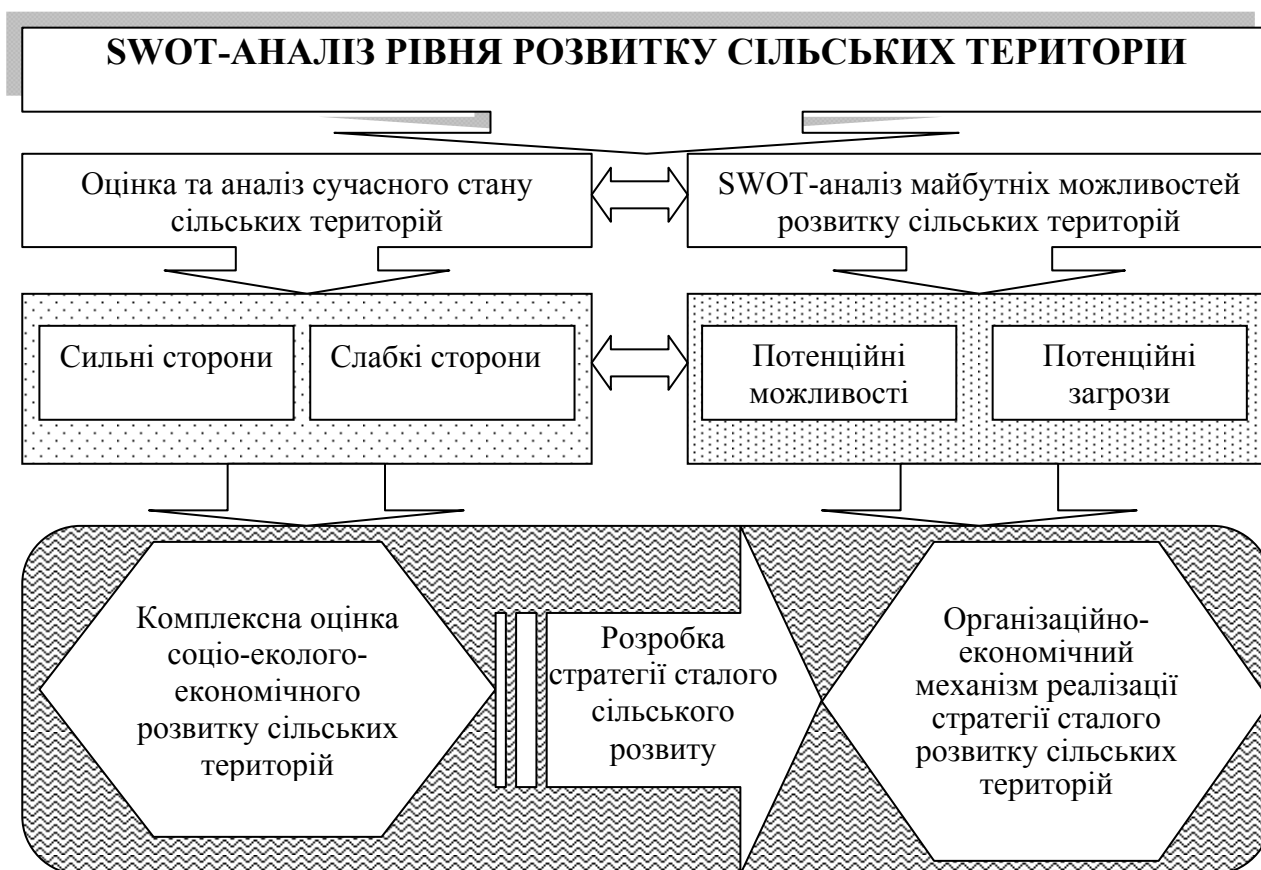 SWOT-АНАЛІЗ РІВНЯ РОЗВИТКУ СІЛЬСЬКИХ ТЕРИТОРІИ
Оцінка та аналіз сучасного стану
сільських територій
SWOT-аналіз майбутніх можливостей
розвитку сільських територій
Сильні сторони
Слабкі сторони
Потенційні
можливості
Потенційні
загрози
Комплексна оцінка
соціо-еколого-
економічного
розвитку сільських
територій
Розробка
стратегії сталого
сільського
розвиту
Організаційно-
економічний
механізм реалізації
стратегії сталого
розвитку сільських
територій